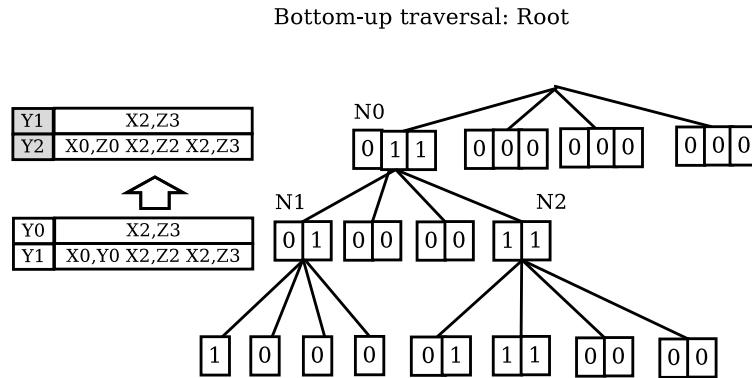 Bottom-up traversal: Root
N0
Y1 X2,Z3
Y2 X0,Z0 X2,Z2 X2,Z3
0 1 1 0 0 0 0 0 0 0 0 0
N1 N2
Y0 X2,Z3
Y1 X0,Y0 X2,Z2 X2,Z3
0 1 0 0 0 0 1 1
1 0 0 0 0 1 1 1 0 0 0 0